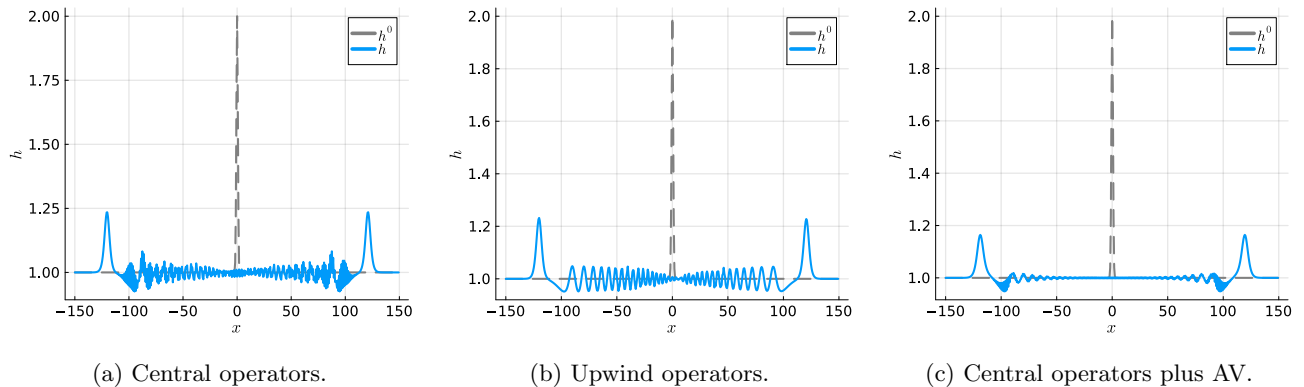 2.00
1.75
1.50
1.25
1.00
h
h⁰
h
−150 −100 −50 0 50 100 150
x
(a) Central operators.
2.0
1.8
1.6
1.4
1.2
1.0
h
h⁰
h
−150 −100 −50 0 50 100 150
x
(b) Upwind operators.
2.0
1.8
1.6
1.4
1.2
1.0
h
h⁰
h
−150 −100 −50 0 50 100 150
x
(c) Central operators plus AV.